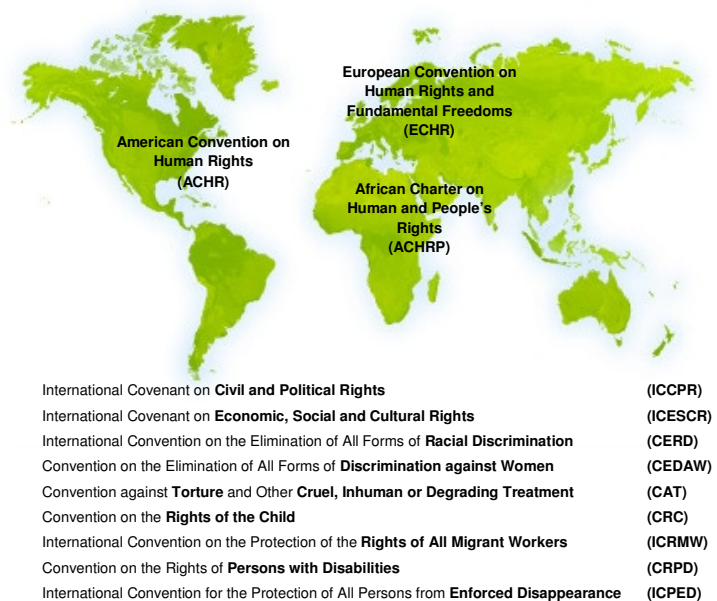 European Convention on
Human Rights and
Fundamental Freedoms
(ECHR)
American Convention on
Human Rights
(ACHR)
African Charter on
Human and People's
Rights
(ACHRP)
International Covenant on Civil and Political Rights (ICCPR)
International Covenant on Economic, Social and Cultural Rights (ICESCR)
International Convention on the Elimination of All Forms of Racial Discrimination (CERD)
Convention on the Elimination of All Forms of Discrimination against Women (CEDAW)
Convention against Torture and Other Cruel, Inhuman or Degrading Treatment (CAT)
Convention on the Rights of the Child (CRC)
International Convention on the Protection of the Rights of All Migrant Workers (ICRMW)
Convention on the Rights of Persons with Disabilities (CRPD)
International Convention for the Protection of All Persons from Enforced Disappearance (ICPED)